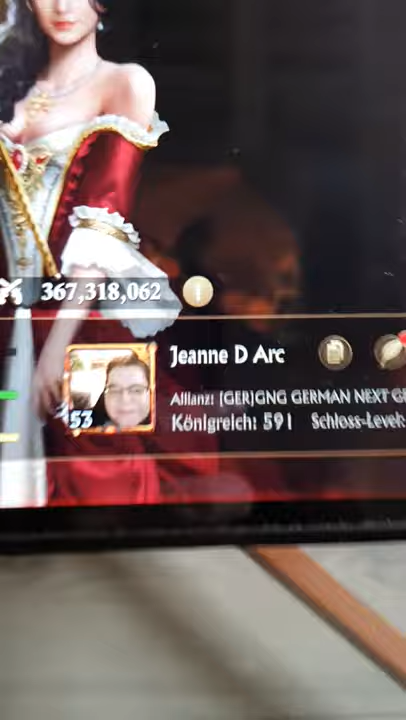 367,318,062
Jeanne D Arc
Allianz: [GER]GNG GERMAN NEXT
53
Königreich: 591 Schloss-Level: